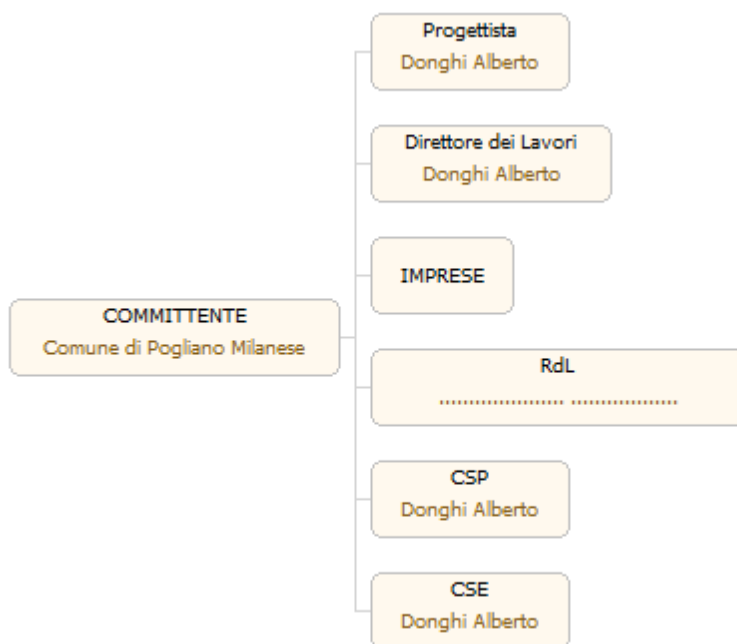 Progettista
Donghi Alberto
Direttore dei Lavori
Donghi Alberto
IMPRESE
COMMITTENTE
Comune di Pogliano Milanese
RdL
..................... ..................
CSP
Donghi Alberto
CSE
Donghi Alberto